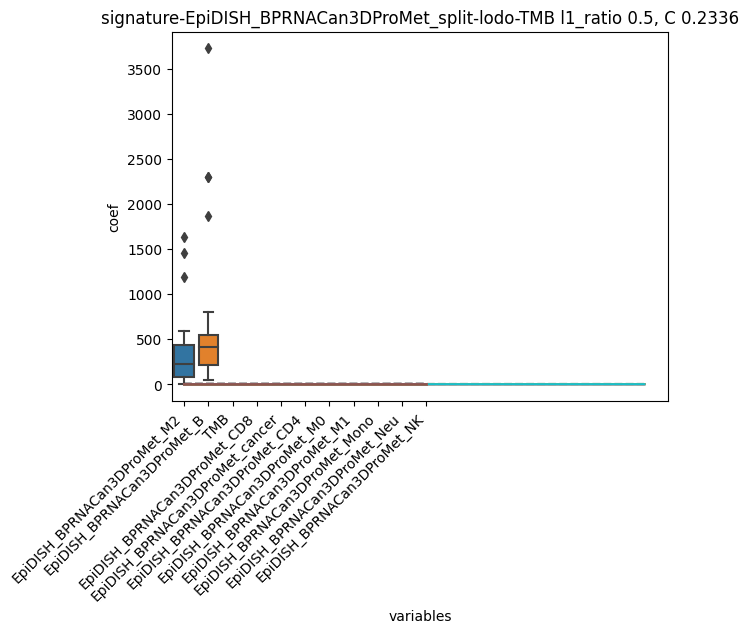 signature-EpiDISH_BPRNACan3DProMet_split-lodo-TMB l1_ratio 0.5, C 0.2336
3500
3000
2500
2000
1500
1000
500
0
coef
EpiDISH_BPRNACan3DProMet_M2
EpiDISH_BPRNACan3DProMet_B
TMB
EpiDISH_BPRNACan3DProMet_CD8
EpiDISH_BPRNACan3DProMet_cancer
EpiDISH_BPRNACan3DProMet_CD4
EpiDISH_BPRNACan3DProMet_M0
EpiDISH_BPRNACan3DProMet_M1
EpiDISH_BPRNACan3DProMet_Mono
EpiDISH_BPRNACan3DProMet_Neu
EpiDISH_BPRNACan3DProMet_NK
variables